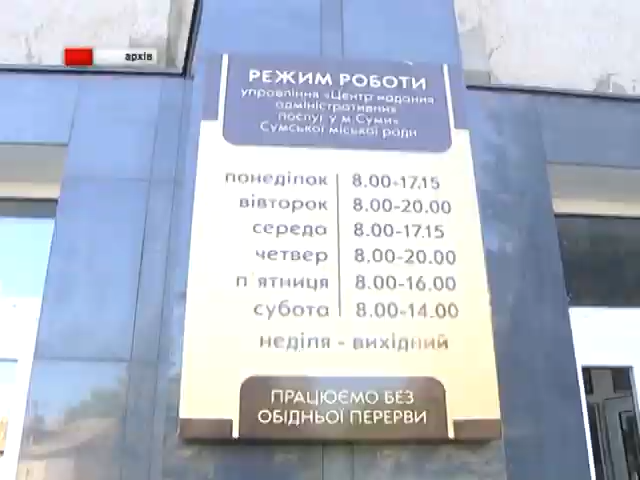 архів
РЕЖИМ РОБОТИ
управління «Центр надання
адміністративних
послуг у м.Суми»
Сумської міської ради
понеділок 8.00-17.15
вівторок 8.00-20.00
середа 8.00-17.15
четвер 8.00-20.00
п'ятниця 8.00-16.00
субота 8.00-14.00
неділя - вихідний
ПРАЦЮЄМО БЕЗ
ОБІДНЬОЇ ПЕРЕРВИ